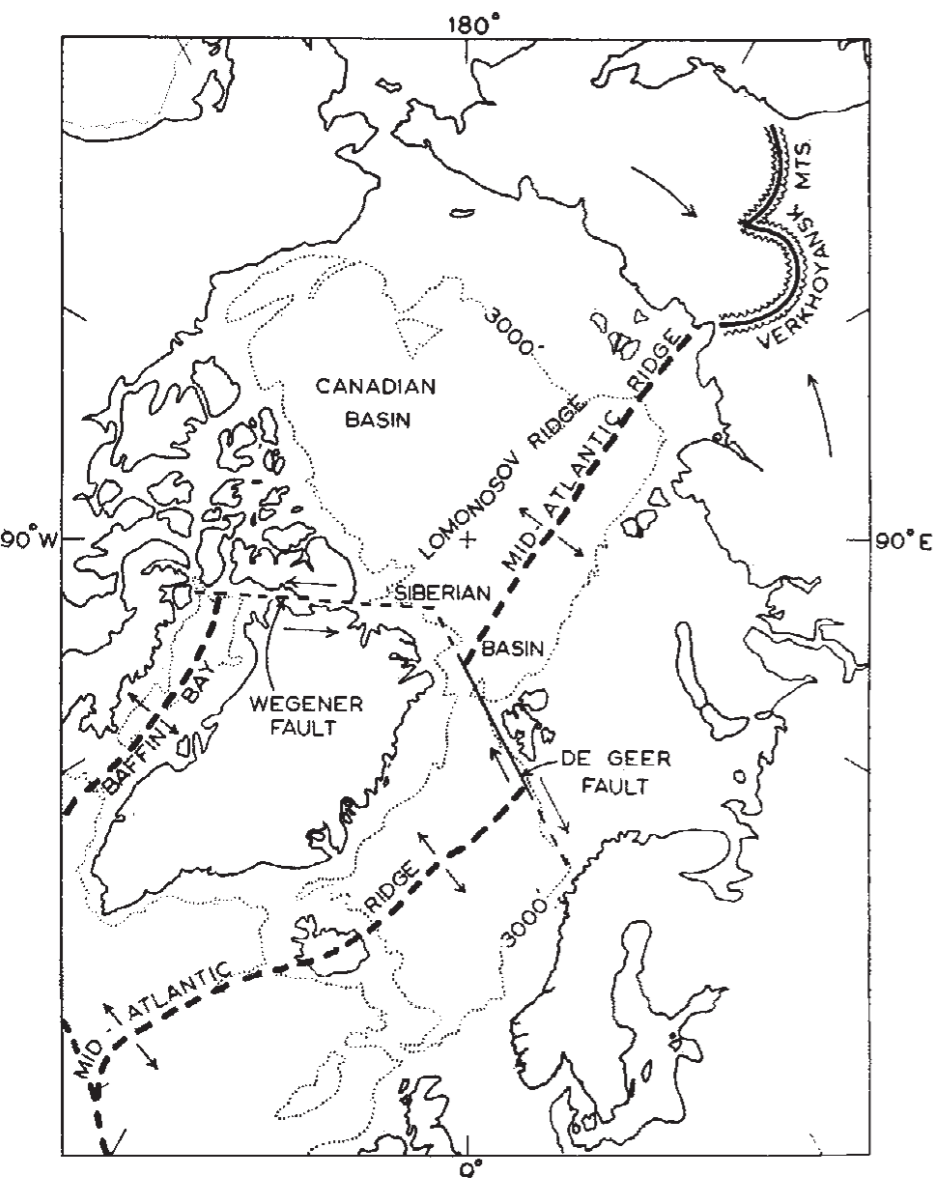 180°
VERKHOYANSK MTS.
3000'
CANADIAN
BASIN
LOMONOSOV RIDGE
MID ATLANTIC RIDGE
90°W
90°E
SIBERIAN
BASIN
WEGENER
FAULT
BAFFIN BAY
DE GEER
FAULT
3000'
MID ATLANTIC RIDGE
0°